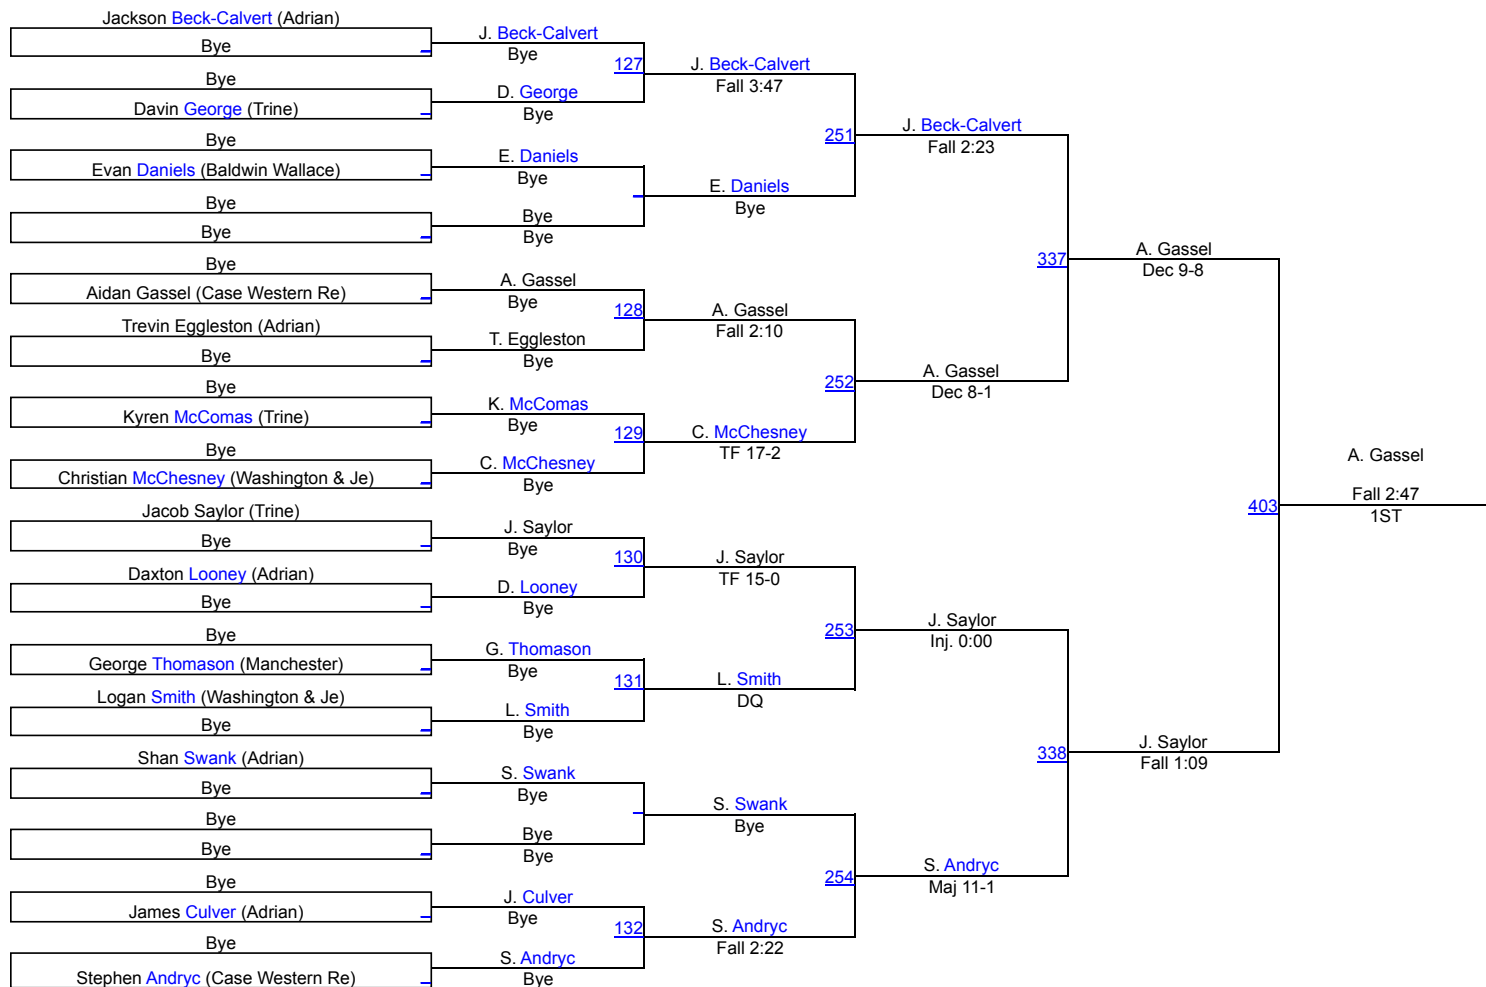 Jackson Beck-Calvert (Adrian)
Bye
Bye
Davin George (Trine)
Bye
Evan Daniels (Baldwin Wallace)
Bye
Bye
Bye
Aidan Gassel (Case Western Re)
Trevin Eggleston (Adrian)
Bye
Bye
Kyren McComas (Trine)
Bye
Christian McChesney (Washington & Je)
Jacob Saylor (Trine)
Bye
Daxton Looney (Adrian)
Bye
Bye
George Thomason (Manchester)
Logan Smith (Washington & Je)
Bye
Shan Swank (Adrian)
Bye
Bye
Bye
Bye
James Culver (Adrian)
Bye
Stephen Andryc (Case Western Re)
J. Beck-Calvert
Bye
127
D. George
Bye
E. Daniels
Bye
Bye
Bye
A. Gassel
Bye
128
T. Eggleston
Bye
K. McComas
Bye
129
C. McChesney
Bye
J. Saylor
Bye
130
D. Looney
Bye
G. Thomason
Bye
131
L. Smith
Bye
S. Swank
Bye
Bye
Bye
J. Culver
Bye
132
S. Andryc
Bye
J. Beck-Calvert
Fall 3:47
251
E. Daniels
Bye
A. Gassel
Fall 2:10
252
C. McChesney
TF 17-2
J. Saylor
TF 15-0
253
L. Smith
DQ
S. Swank
Bye
254
S. Andryc
Fall 2:22
J. Beck-Calvert
Fall 2:23
337
A. Gassel
Dec 8-1
J. Saylor
Inj. 0:00
338
S. Andryc
Maj 11-1
A. Gassel
Dec 9-8
403
J. Saylor
Fall 1:09
A. Gassel
Fall 2:47
1ST